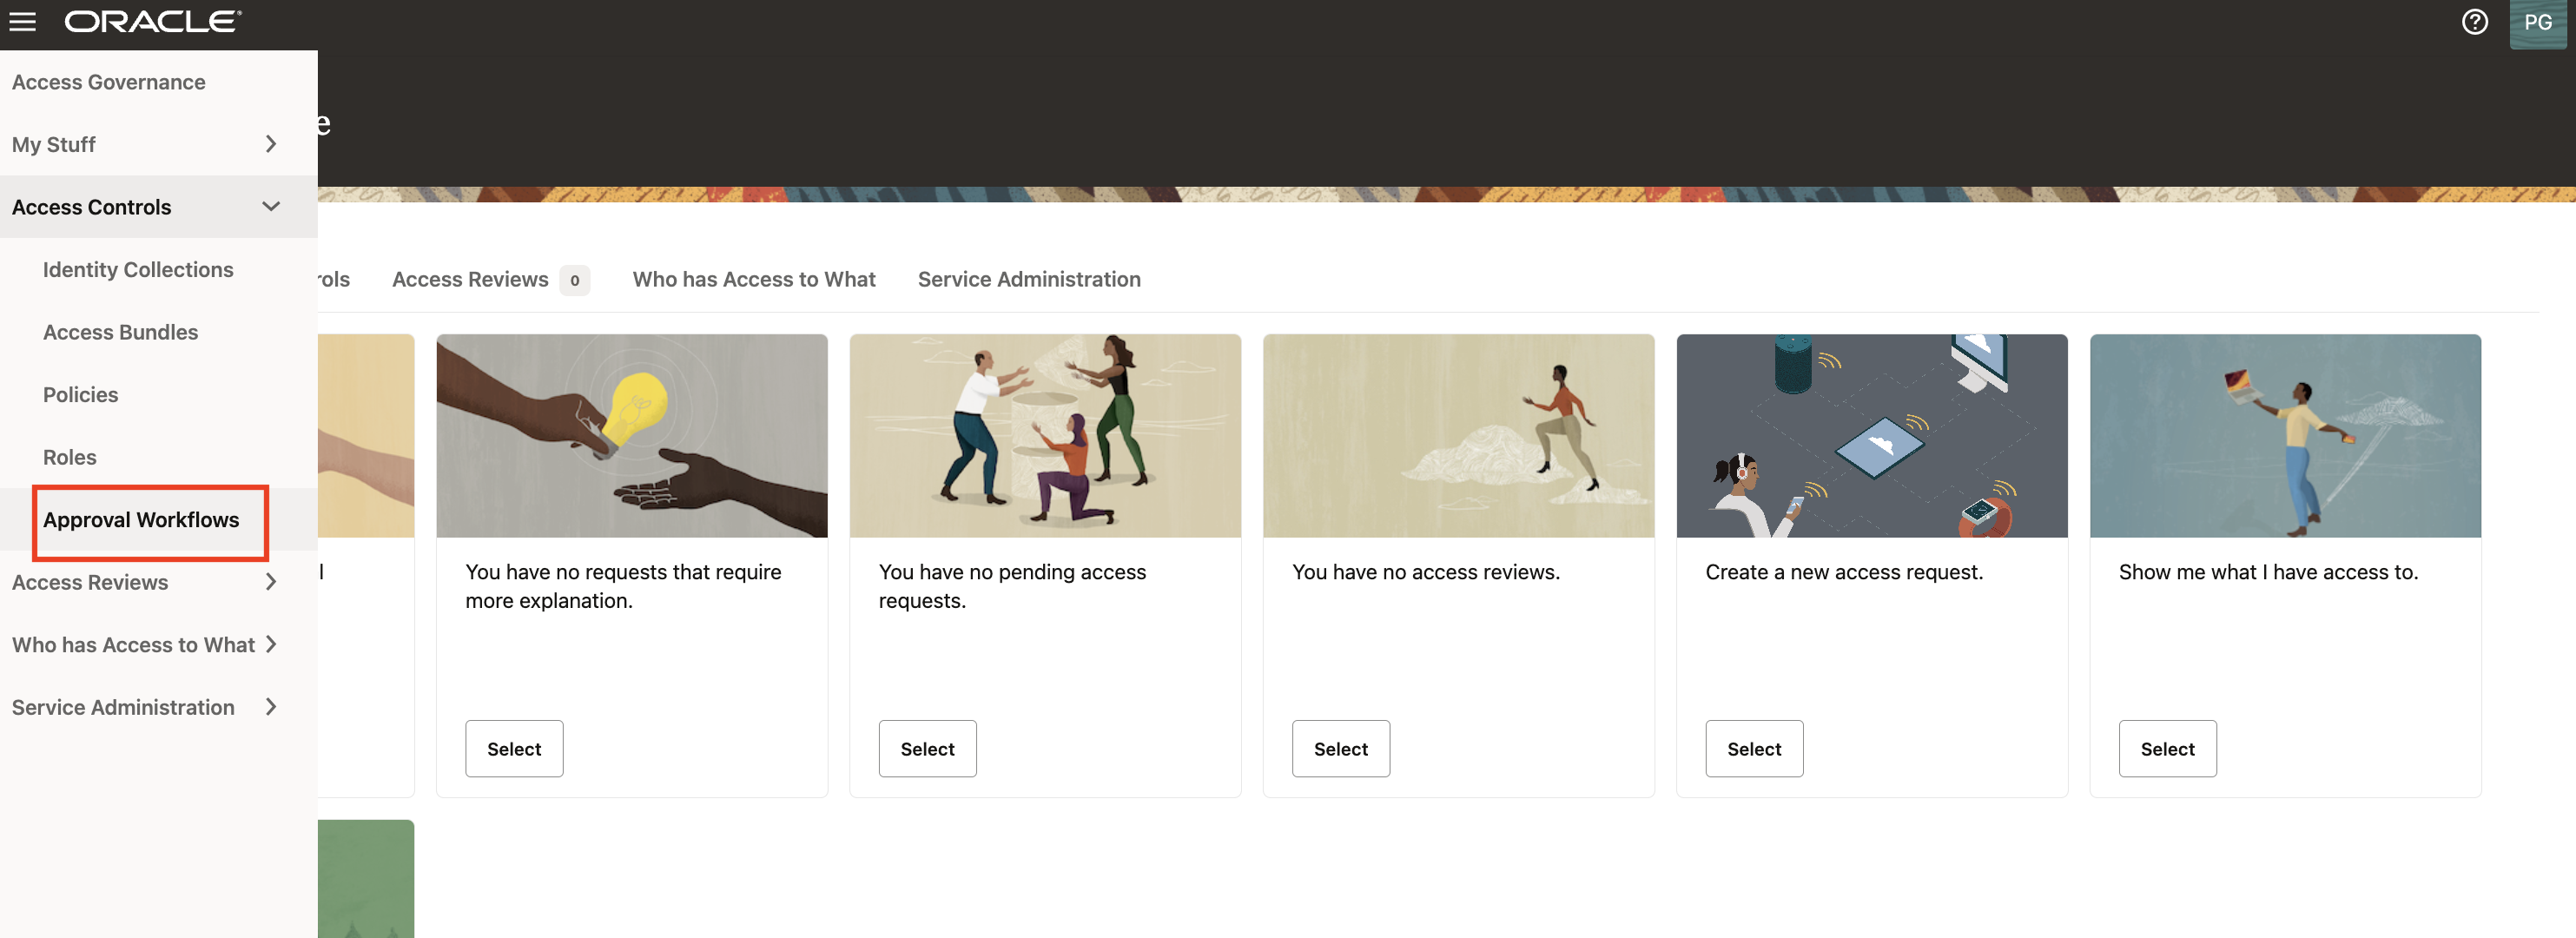 ORACLE
PG
Access Governance
My Stuff
Access Controls
Identity Collections
Access Bundles
Policies
Roles
Approval Workflows
Access Reviews
Who has Access to What
Service Administration
e
rols
Access Reviews 0
Who has Access to What
Service Administration
You have no requests that require
more explanation.
Select
You have no pending access
requests.
Select
You have no access reviews.
Select
Create a new access request.
Select
Show me what I have access to.
Select